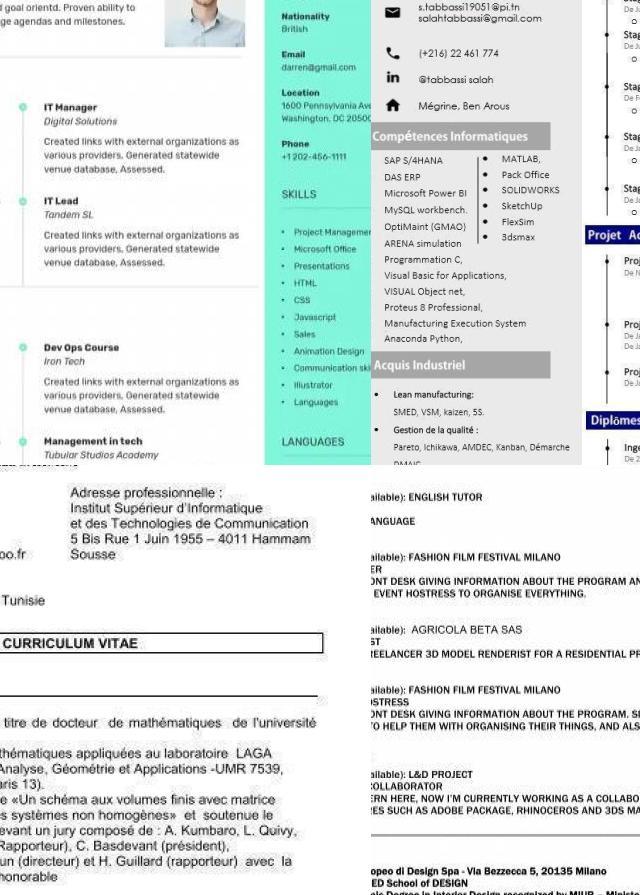 goal orientd. Proven ability to
ge agendas and milestones.
IT Manager
Digital Solutions
Created links with external organizations as
various providers, Generated statewide
venue database, Assessed.
IT Lead
Tandem SL
Created links with external organizations as
various providers, Generated statewide
venue database, Assessed.
Dev Ops Course
Iron Tech
Created links with external organizations as
various providers, Generated statewide
venue database, Assessed.
Management in tech
Tubular Studios Academy
Nationality
British
Email
darren@gmail.com
Location
1600 Pennsylvania Ave
Washington, DC 20500
Phone
+1 202-456-1111
SKILLS
• Project Managemen
• Microsoft Office
• Presentations
• HTML
• CSS
• Javascript
• Sales
• Animation Design
• Communication ski
• Illustrator
• Languages
LANGUAGES
s.tabbassi19051@pi.tn
salahtabbassi@gmail.com
(+216) 22 461 774
@tabbassi salah
Mégrine, Ben Arous
Compétences Informatiques
SAP S/4HANA
DAS ERP
Microsoft Power BI
MySQL workbench.
OptiMaint (GMAO)
ARENA simulation
Programmation C,
Visual Basic for Applications,
VISUAL Object net,
Proteus 8 Professional,
Manufacturing Execution System
Anaconda Python,
• MATLAB,
• Pack Office
• SOLIDWORKS
• SketchUp
• FlexSim
• 3dsmax
Acquis Industriel
• Lean manufacturing:
SMED, VSM, kaizen, 5S.
• Gestion de la qualité :
Pareto, Ichikawa, AMDEC, Kanban, Démarche
DMAIC
Stag
Stag
Stag
Stag
Projet Ac
Proj
Proj
Proj
Diplômes
Inge
Adresse professionnelle :
Institut Supérieur d'Informatique
et des Technologies de Communication
5 Bis Rue 1 Juin 1955 – 4011 Hammam
Sousse
oo.fr
Tunisie
CURRICULUM VITAE
titre de docteur de mathématiques de l'université
thématiques appliquées au laboratoire LAGA
Analyse, Géométrie et Applications -UMR 7539,
aris 13).
e «Un schéma aux volumes finis avec matrice
es systèmes non homogènes» et soutenue le
evant un jury composé de : A. Kumbaro, L. Quivy,
Rapporteur), C. Basdevant (président),
un (directeur) et H. Guillard (rapporteur) avec la
honorable
ailable): ENGLISH TUTOR
ANGUAGE
ailable): FASHION FILM FESTIVAL MILANO
ER
ONT DESK GIVING INFORMATION ABOUT THE PROGRAM AN
EVENT HOSTRESS TO ORGANISE EVERYTHING.
ailable): AGRICOLA BETA SAS
ST
REELANCER 3D MODEL RENDERIST FOR A RESIDENTIAL PR
ailable): FASHION FILM FESTIVAL MILANO
OSTRESS
ONT DESK GIVING INFORMATION ABOUT THE PROGRAM. S
TO HELP THEM WITH ORGANISING THEIR THINGS, AND ALS
ailable): L&D PROJECT
COLLABORATOR
ERN HERE, NOW I'M CURRENTLY WORKING AS A COLLABO
RES SUCH AS ADOBE PACKAGE, RHINOCEROS AND 3DS MA
opeo di Design Spa - Via Bezzecca 5, 20135 Milano
ED School of DESIGN